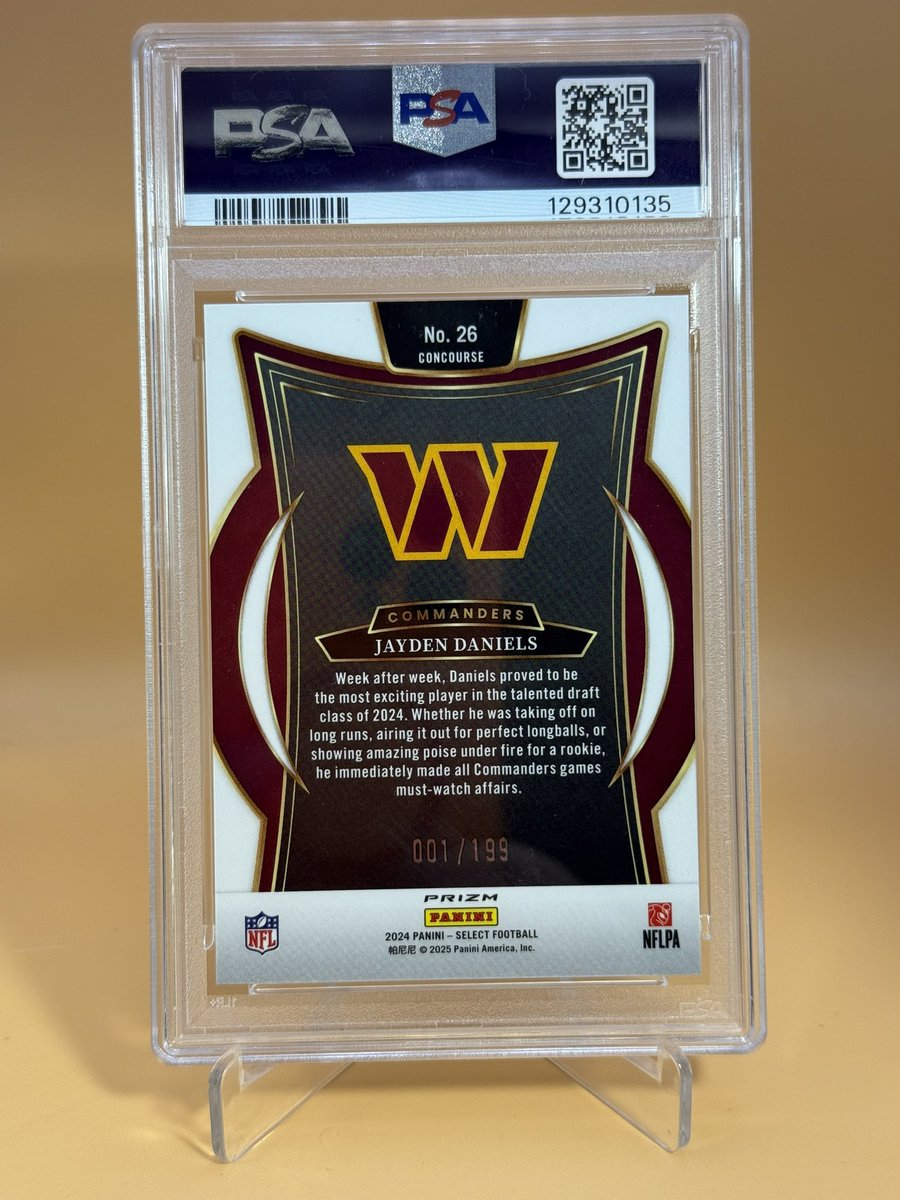 PSA
PSA
129310135
No. 26
CONCOURSE
COMMANDERS
JAYDEN DANIELS
Week after week, Daniels proved to be
the most exciting player in the talented draft
class of 2024. Whether he was taking off on
long runs, airing it out for perfect longballs, or
showing amazing poise under fire for a rookie,
he immediately made all Commanders games
must-watch affairs.
001/199
PRIZM
PANINI
NFL
2024 PANINI – SELECT FOOTBALL
帕尼尼 © 2025 Panini America, Inc.
NFLPA